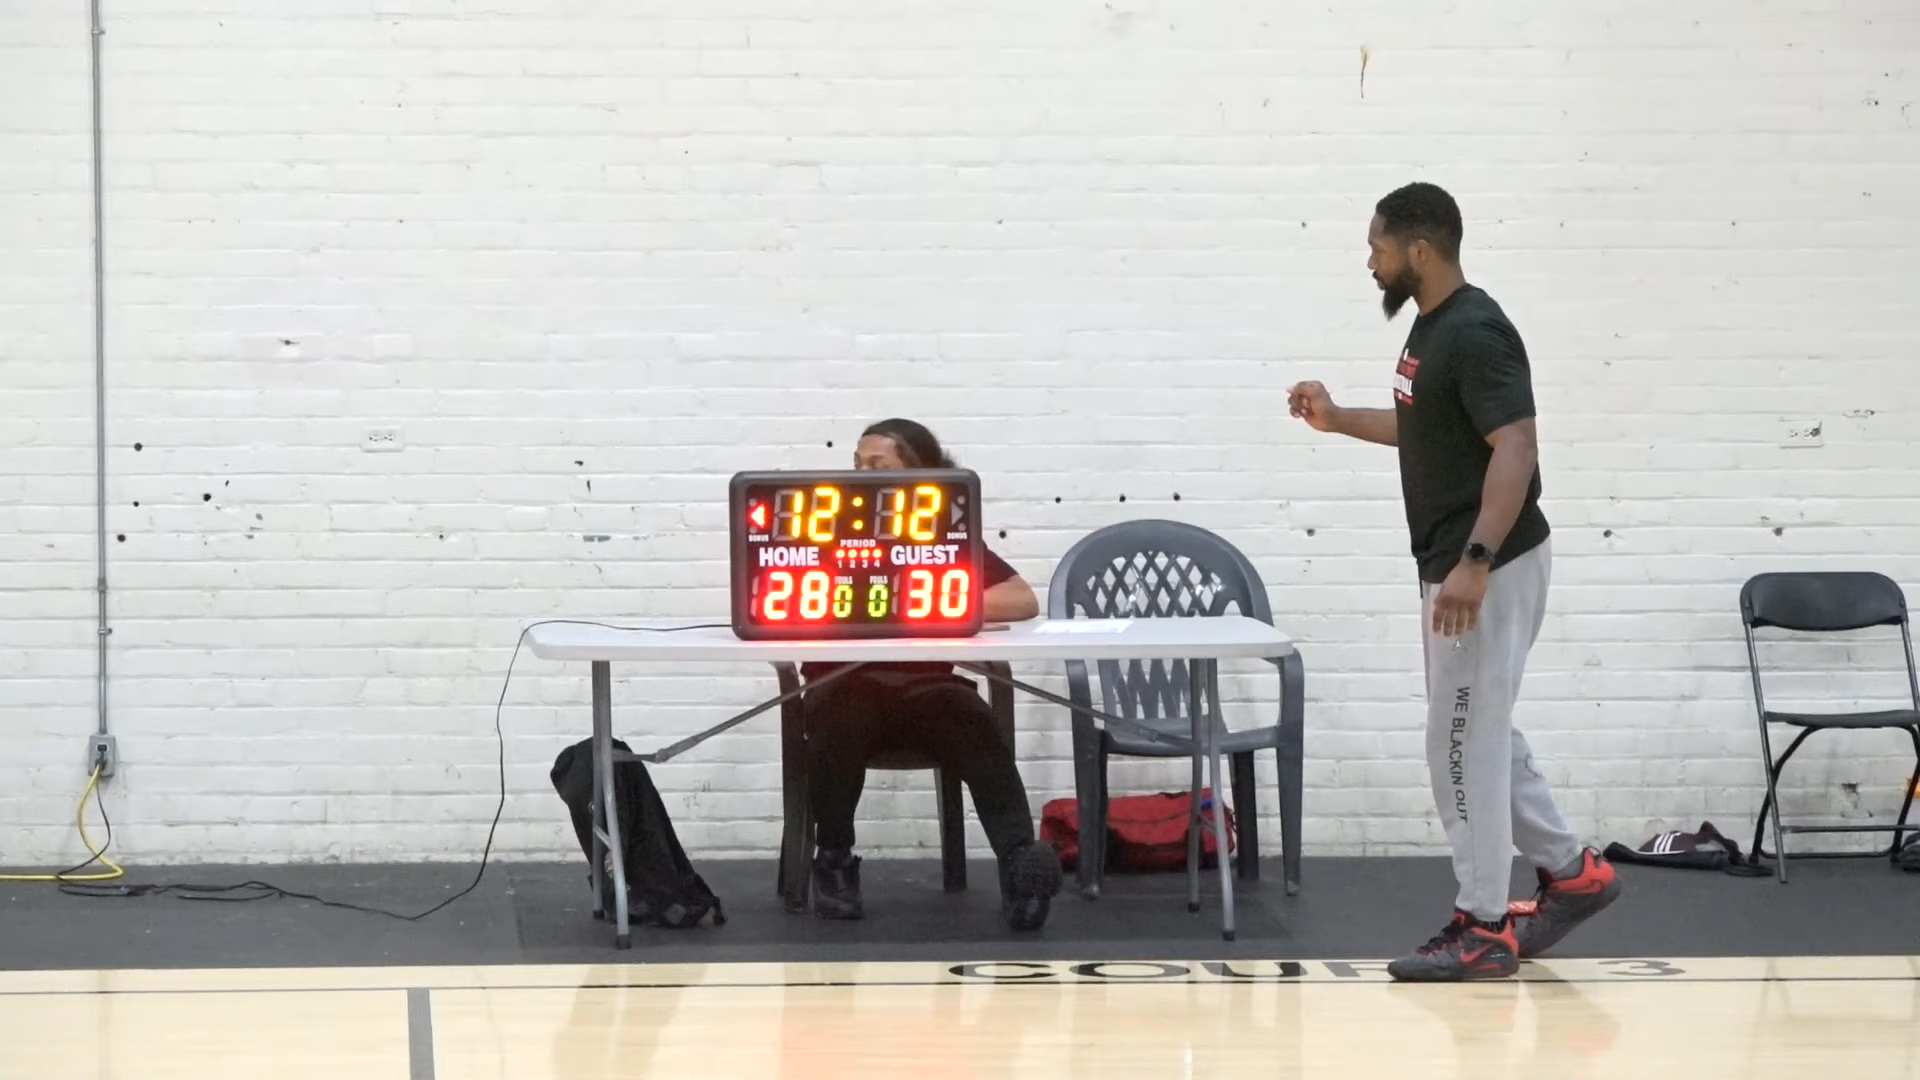 12:12
BONUS
BONUS
PERIOD
HOME
GUEST
1 2 3 4
FOULS
FOULS
28 0 0 30
WE BLACKIN OUT
3